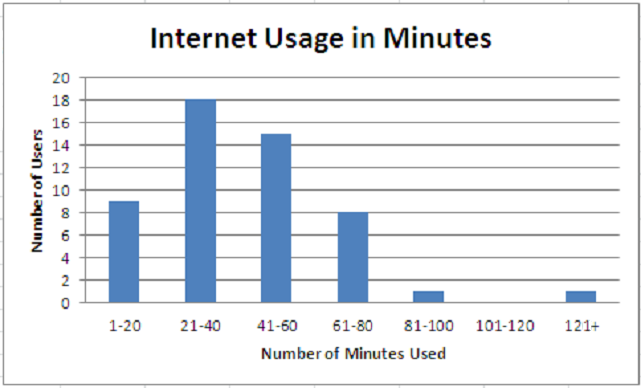 Internet Usage in Minutes
20
18
16
14
12
10
8
6
4
2
0
Number of Users
1-20 21-40 41-60 61-80 81-100 101-120 121+
Number of Minutes Used